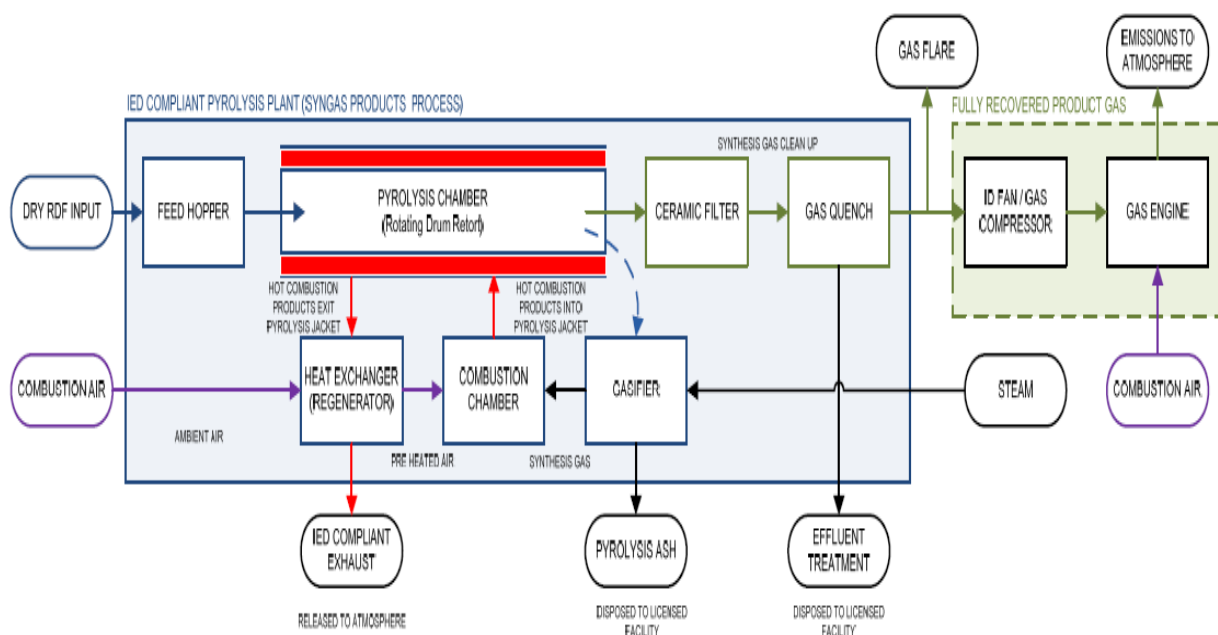 GAS FLARE
EMISSIONS TO
ATMOSPHERE
IED COMPLIANT PYROLYSIS PLANT (SYNGAS PRODUCTS PROCESS)
FULLY RECOVERED PRODUCT GAS
SYNTHESIS GAS CLEAN UP
DRY RDF INPUT
FEED HOPPER
PYROLYSIS CHAMBER
(Rotating Drum Retort)
CERAMIC FILTER
GAS QUENCH
ID FAN / GAS
COMPRESSOR
GAS ENGINE
HOT COMBUSTION
PRODUCTS EXIT
PYROLYSIS JACKET
HOT COMBUSTION
PRODUCTS INTO
PYROLYSIS JACKET
COMBUSTION AIR
HEAT EXCHANGER
(REGENERATOR)
COMBUSTION
CHAMBER
GASIFIER
STEAM
COMBUSTION AIR
AMBIENT AIR
PRE HEATED AIR
SYNTHESIS GAS
IED COMPLIANT
EXHAUST
PYROLYSIS ASH
EFFLUENT
TREATMENT
RELEASED TO ATMOSPHERE
DISPOSED TO LICENSED
FACILITY
DISPOSED TO LICENSED
FACILITY